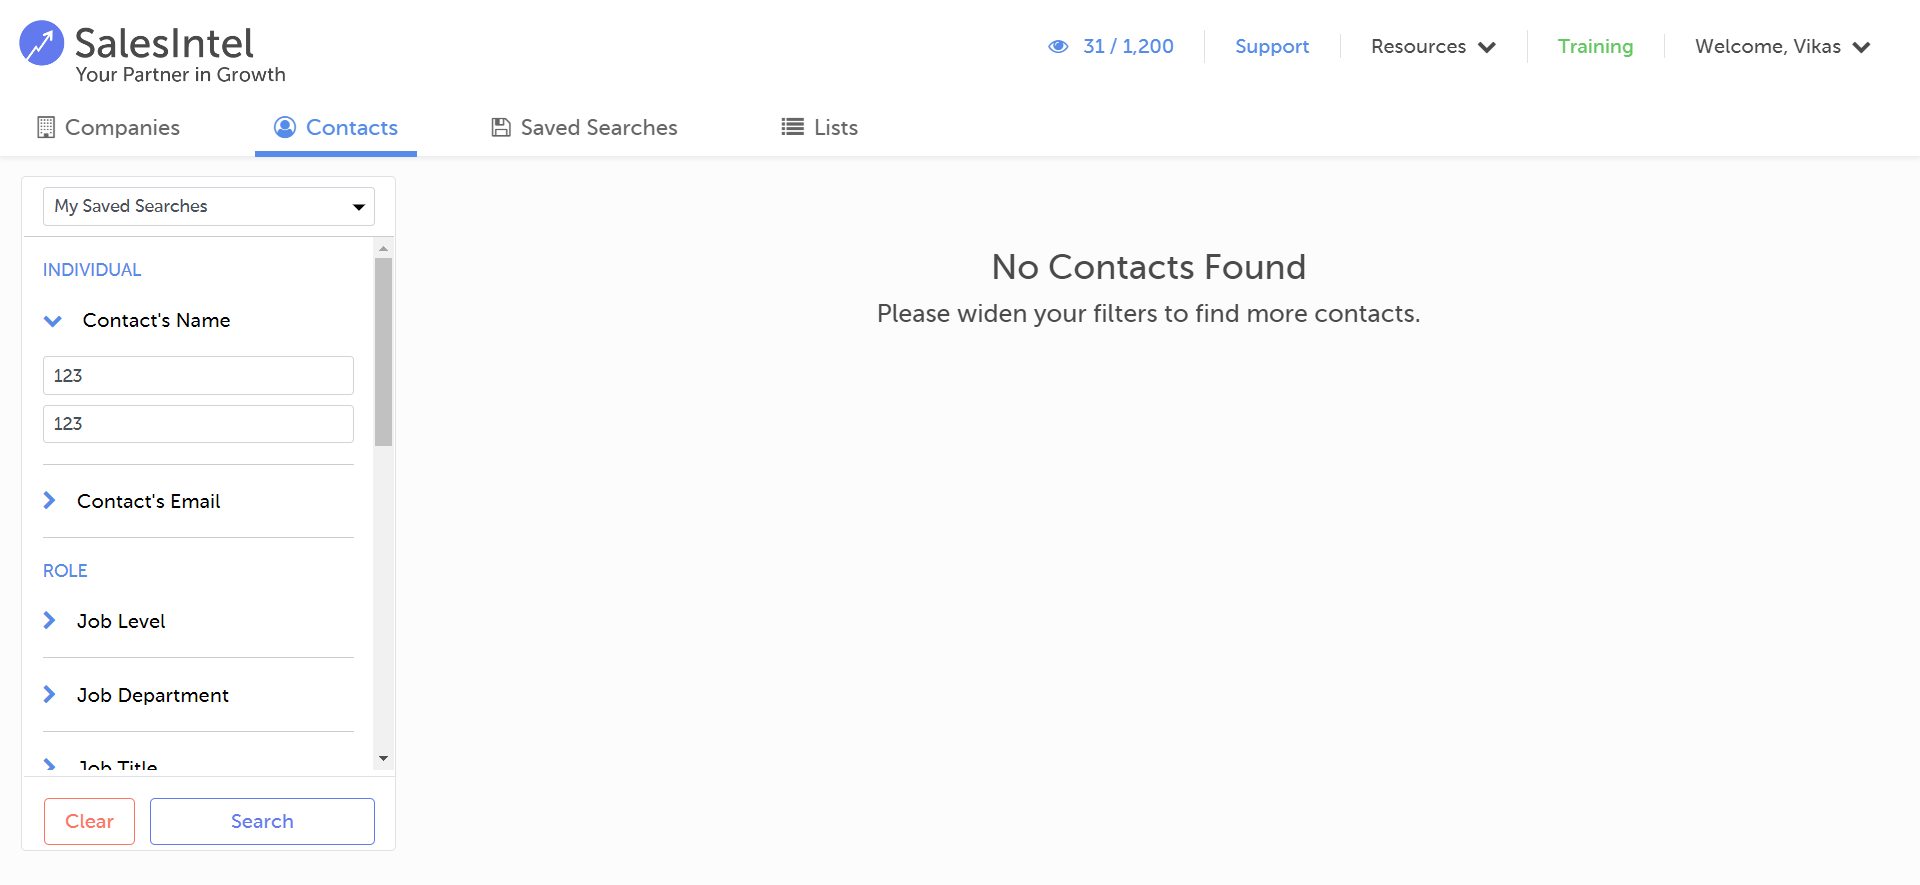 SalesIntel
Your Partner in Growth
31 / 1,200
Support
Resources
Training
Welcome, Vikas
Companies
Contacts
Saved Searches
Lists
My Saved Searches
INDIVIDUAL
Contact's Name
123
123
Contact's Email
ROLE
Job Level
Job Department
Job Title
Clear
Search
No Contacts Found
Please widen your filters to find more contacts.